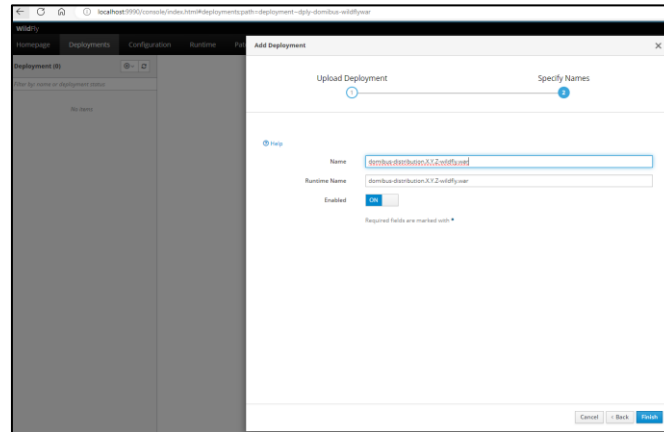 localhost:9990/console/index.html#deployments;path=deployment~dply-domibus-wildflywar
WildFly
Homepage Deployments Configuration Runtime
Add Deployment
Deployment (0)
Filter by: name or deployment status
No items
Upload Deployment
Specify Names
1
2
Help
Name
domibus-distribution.X.Y.Z-wildfly.war
Runtime Name
domibus-distribution.X.Y.Z-wildfly.war
Enabled
ON
Required fields are marked with *
Cancel
< Back
Finish